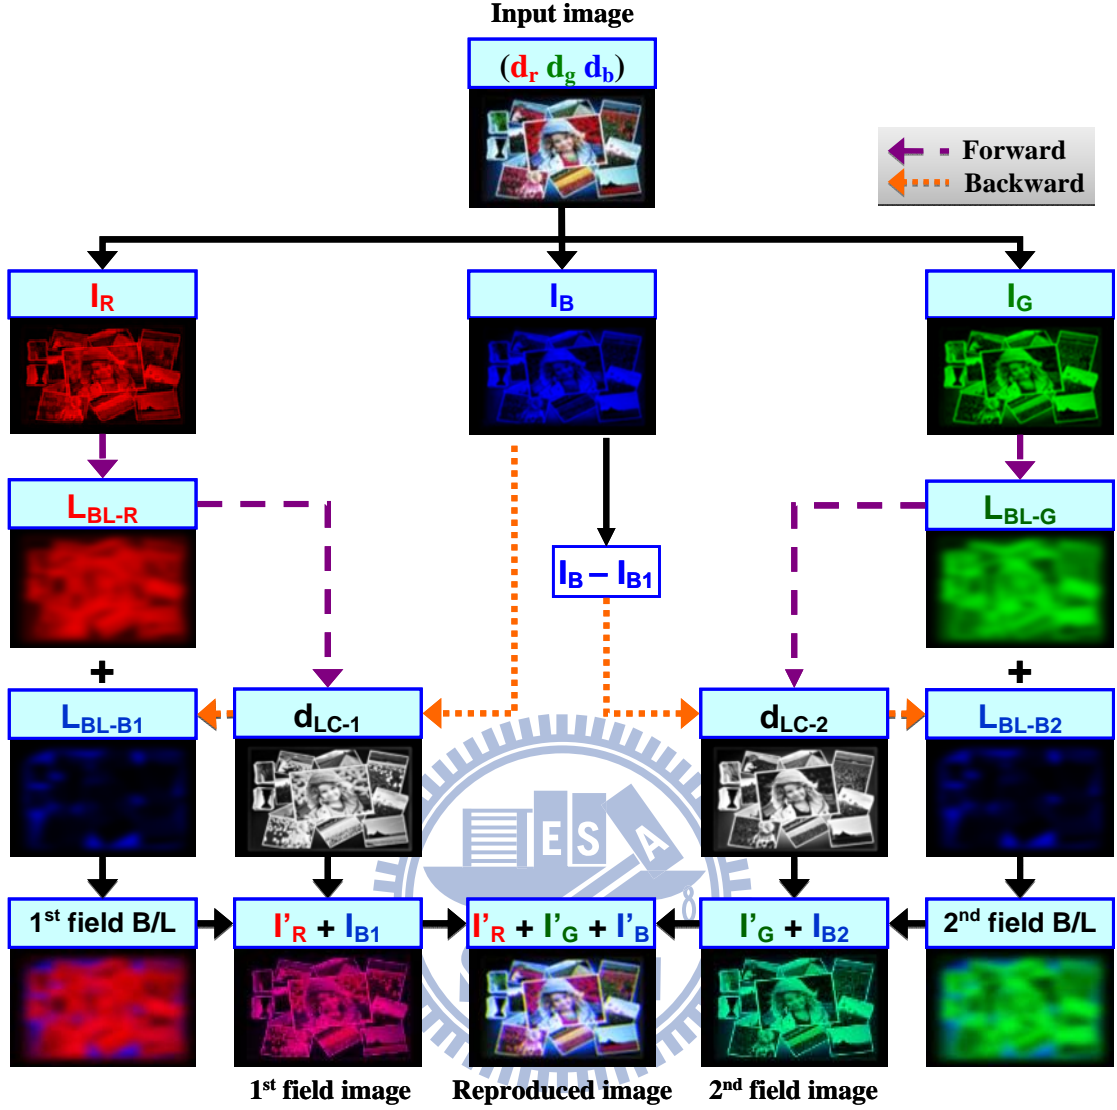 Input image
(dr dg db)
Forward
Backward
IR
IB
IG
LBL-R
LBL-G
IB – IB1
+
+
LBL-B1
dLC-1
dLC-2
LBL-B2
E S A
1st field B/L
I'R + IB1
I'R + I'G + I'B
I'G + IB2
2nd field B/L
1st field image
Reproduced image
2nd field image